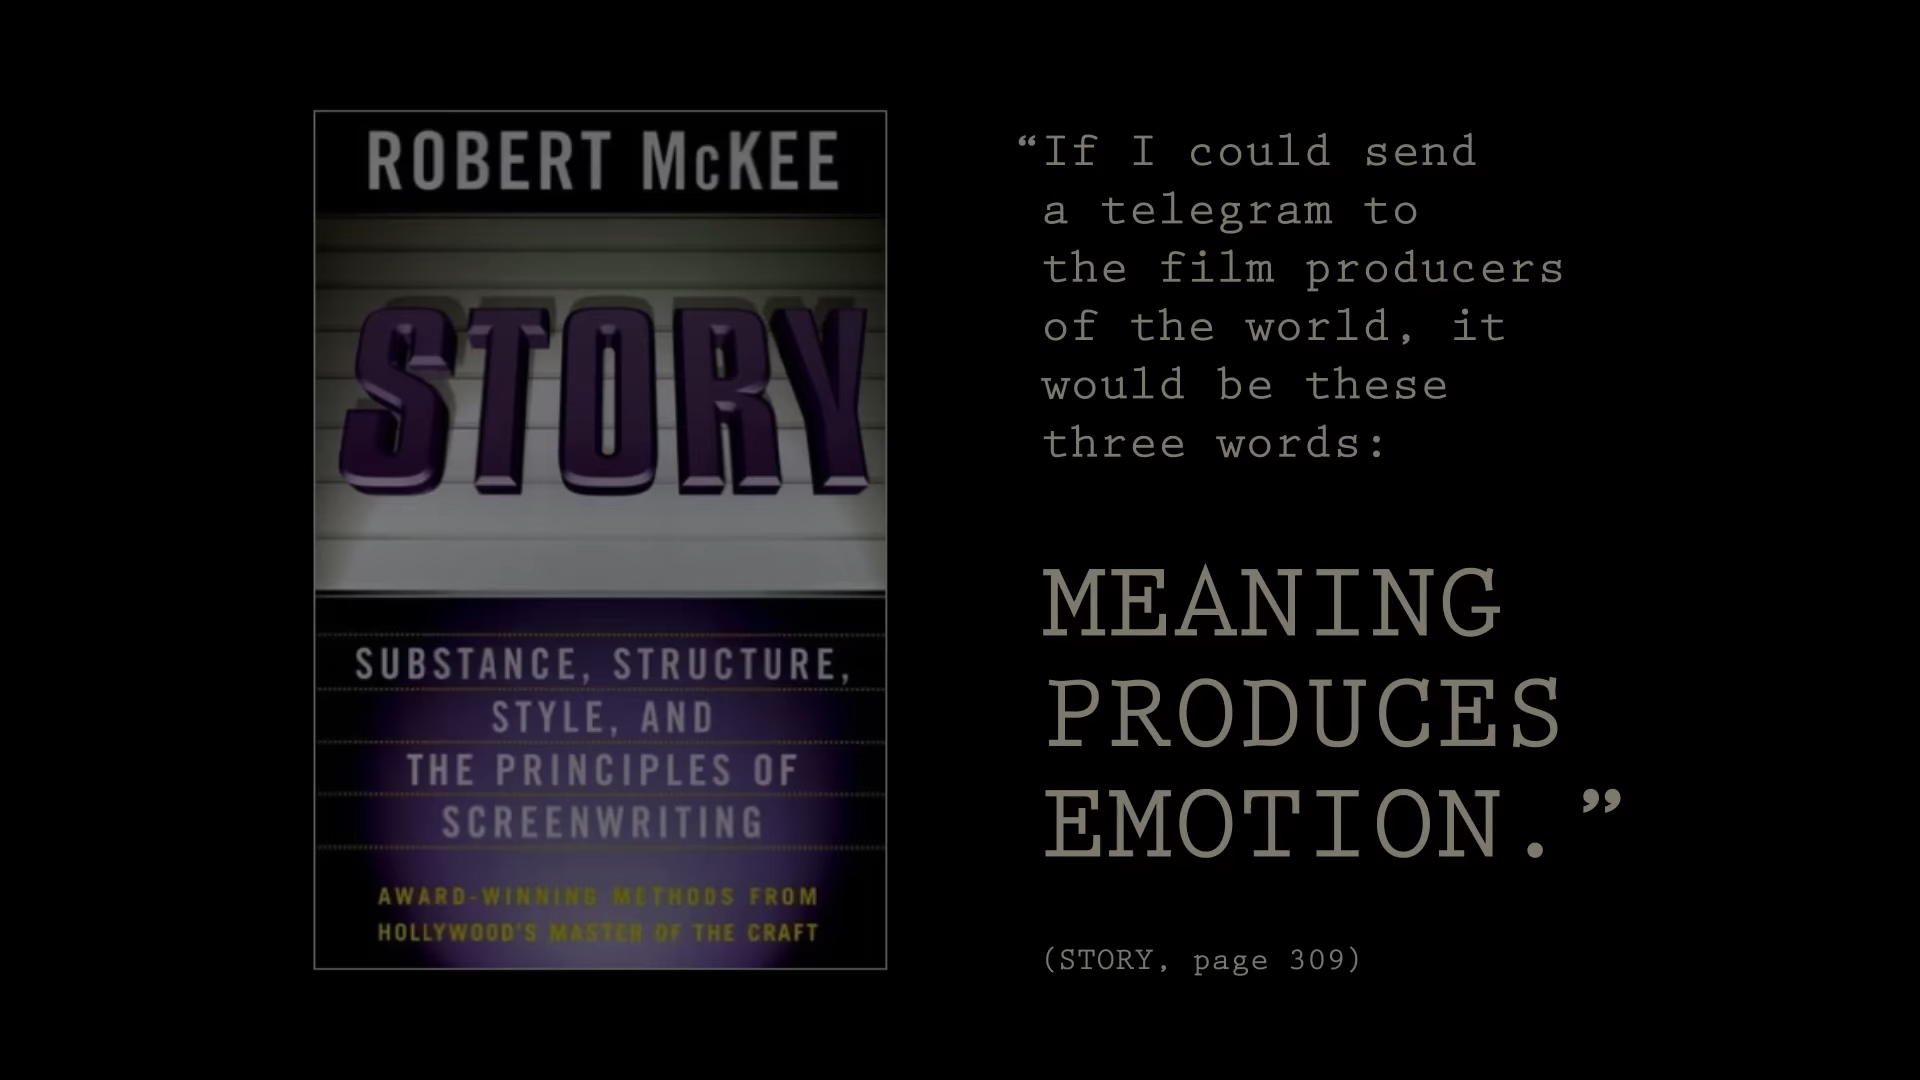 ROBERT McKEE
STORY
SUBSTANCE, STRUCTURE,
STYLE, AND
THE PRINCIPLES OF
SCREENWRITING
AWARD-WINNING METHODS FROM
HOLLYWOOD'S MASTER OF THE CRAFT
“If I could send
a telegram to
the film producers
of the world, it
would be these
three words:
MEANING
PRODUCES
EMOTION.”
(STORY, page 309)